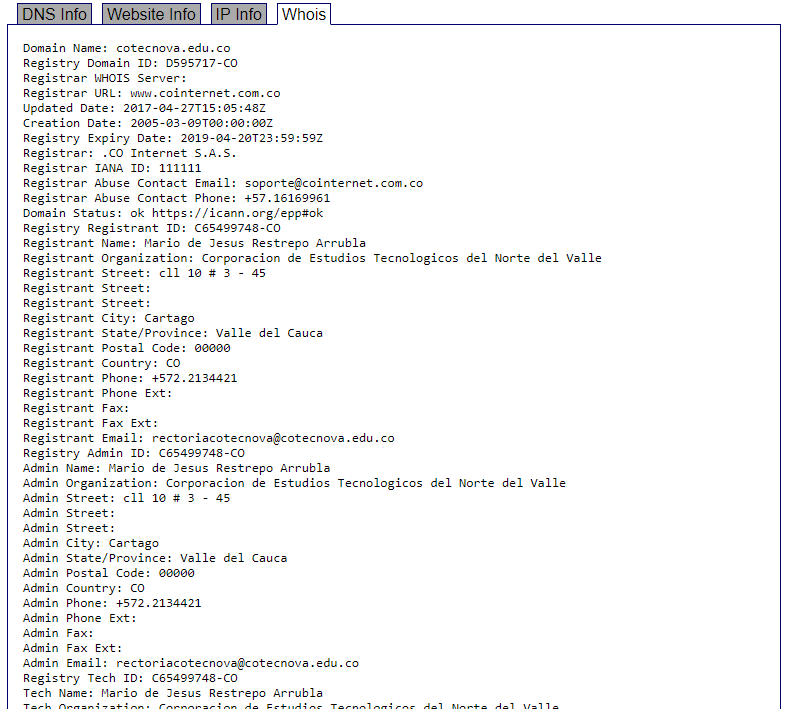 DNS Info Website Info IP Info Whois
Domain Name: cotecnova.edu.co
Registry Domain ID: D595717-CO
Registrar WHOIS Server:
Registrar URL: www.cointernet.com.co
Updated Date: 2017-04-27T15:05:48Z
Creation Date: 2005-03-09T00:00:00Z
Registry Expiry Date: 2019-04-20T23:59:59Z
Registrar: .CO Internet S.A.S.
Registrar IANA ID: 111111
Registrar Abuse Contact Email: soporte@cointernet.com.co
Registrar Abuse Contact Phone: +57.16169961
Domain Status: ok https://icann.org/epp#ok
Registry Registrant ID: C65499748-CO
Registrant Name: Mario de Jesus Restrepo Arrubla
Registrant Organization: Corporacion de Estudios Tecnologicos del Norte del Valle
Registrant Street: cll 10 # 3 - 45
Registrant Street:
Registrant Street:
Registrant City: Cartago
Registrant State/Province: Valle del Cauca
Registrant Postal Code: 00000
Registrant Country: CO
Registrant Phone: +572.2134421
Registrant Phone Ext:
Registrant Fax:
Registrant Fax Ext:
Registrant Email: rectoriacotecnova@cotecnova.edu.co
Registry Admin ID: C65499748-CO
Admin Name: Mario de Jesus Restrepo Arrubla
Admin Organization: Corporacion de Estudios Tecnologicos del Norte del Valle
Admin Street: cll 10 # 3 - 45
Admin Street:
Admin Street:
Admin City: Cartago
Admin State/Province: Valle del Cauca
Admin Postal Code: 00000
Admin Country: CO
Admin Phone: +572.2134421
Admin Phone Ext:
Admin Fax:
Admin Fax Ext:
Admin Email: rectoriacotecnova@cotecnova.edu.co
Registry Tech ID: C65499748-CO
Tech Name: Mario de Jesus Restrepo Arrubla
Tech Organization: Corporacion de Estudios Tecnologicos del Norte del Valle